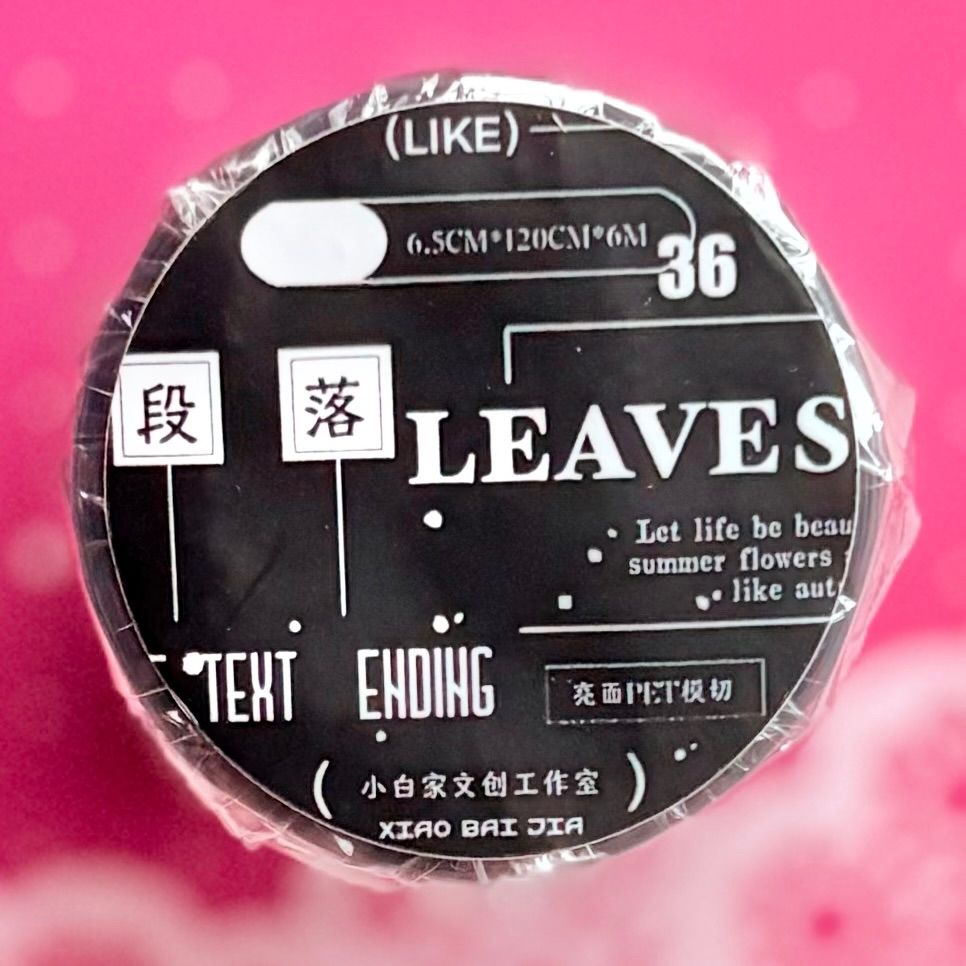 (LIKE)
6.5CM*120CM*6M
36
段 落
LEAVES
Let life be beau
summer flowers
like aut
TEXT ENDING
亮面PET模切
(小白家文创工作室)
XIAO BAI JIA